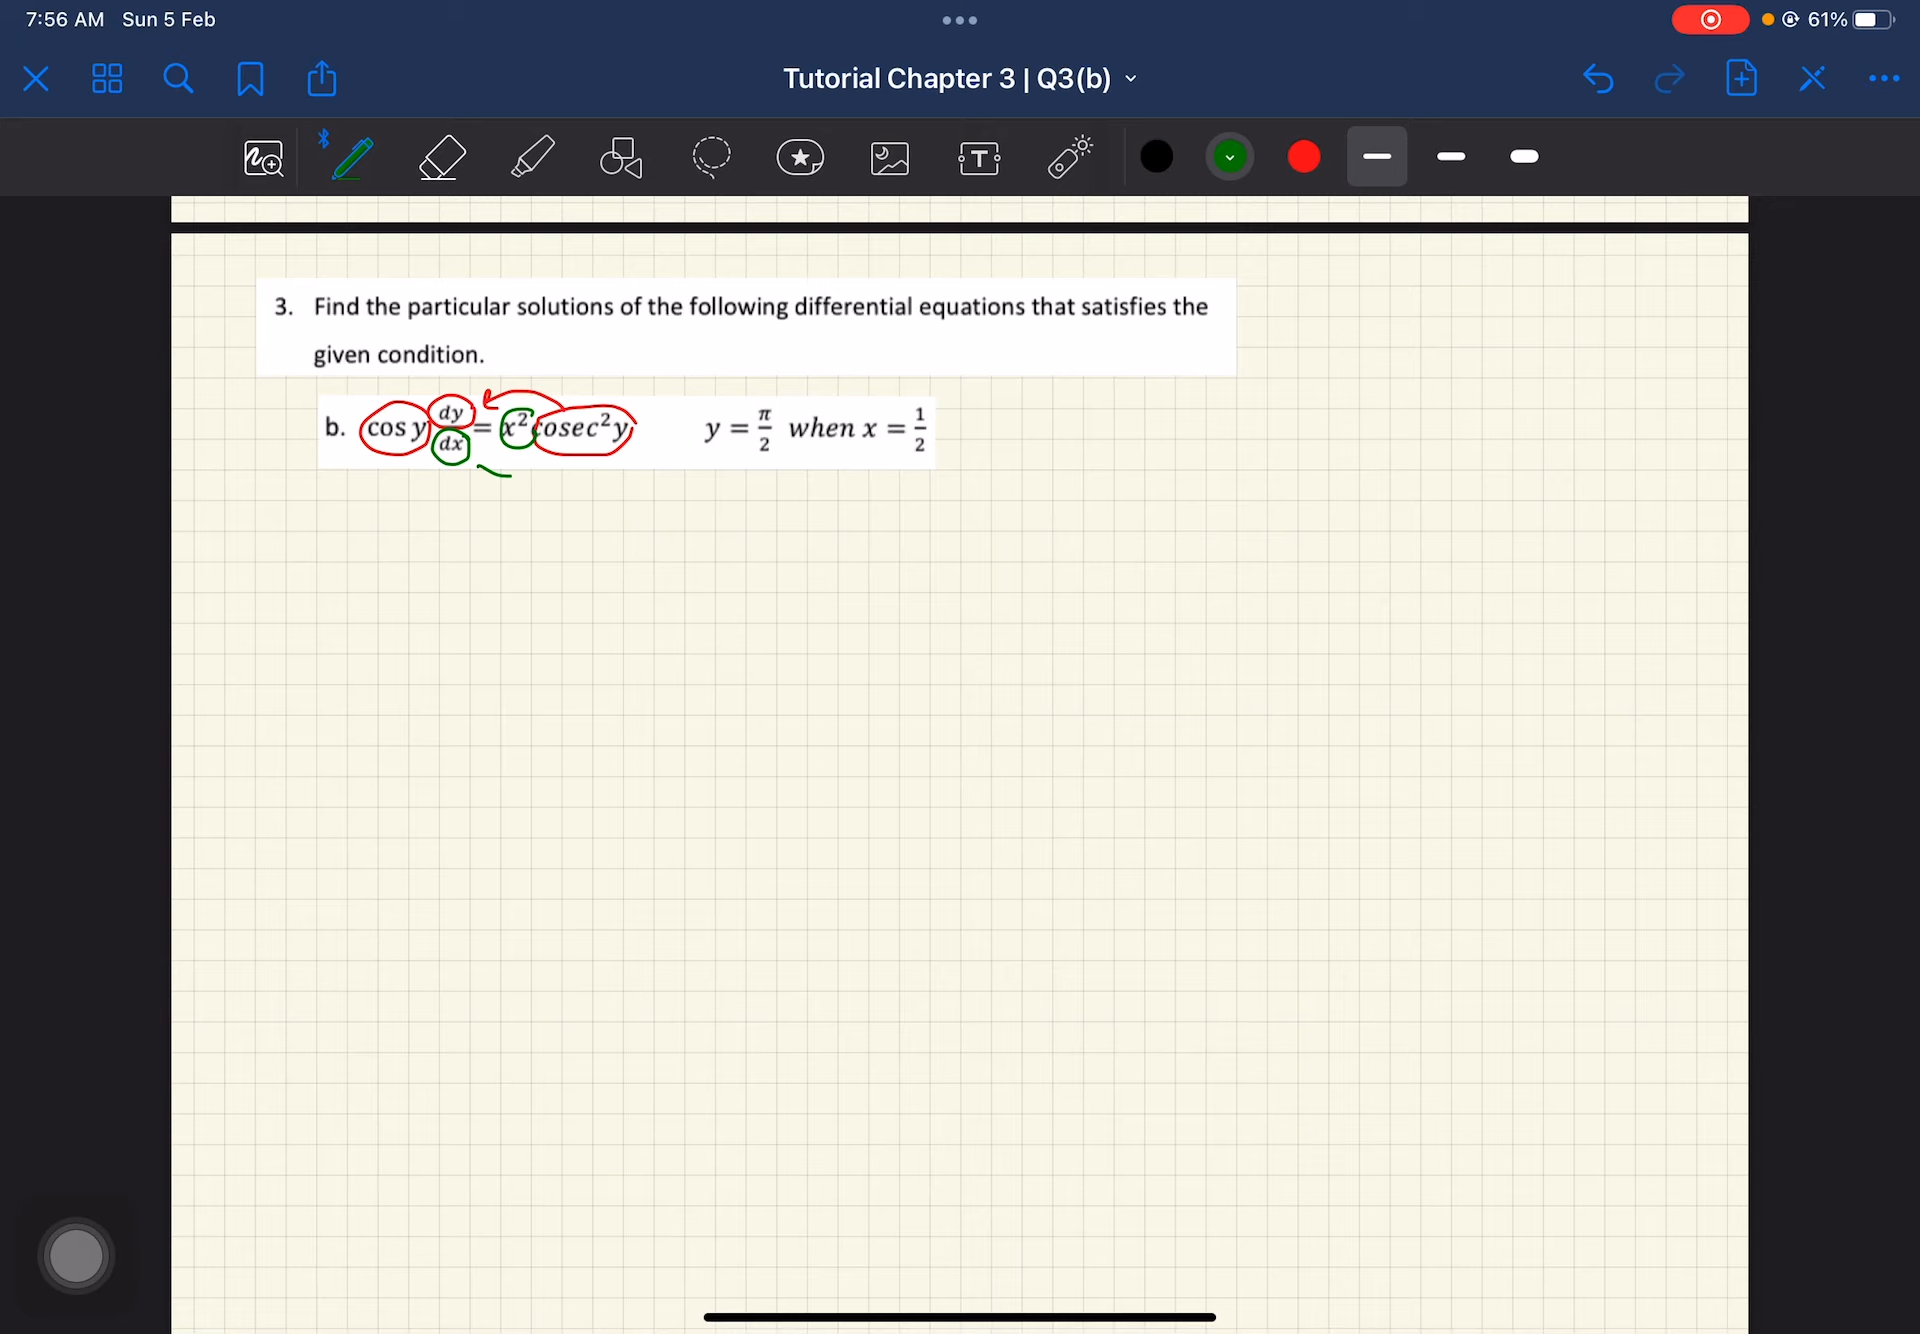 7:56 AM Sun 5 Feb
61%
Tutorial Chapter 3 | Q3(b)
T
3. Find the particular solutions of the following differential equations that satisfies the
given condition.
b. cos y dy/dx = x² cosec² y y = π/2 when x = 1/2